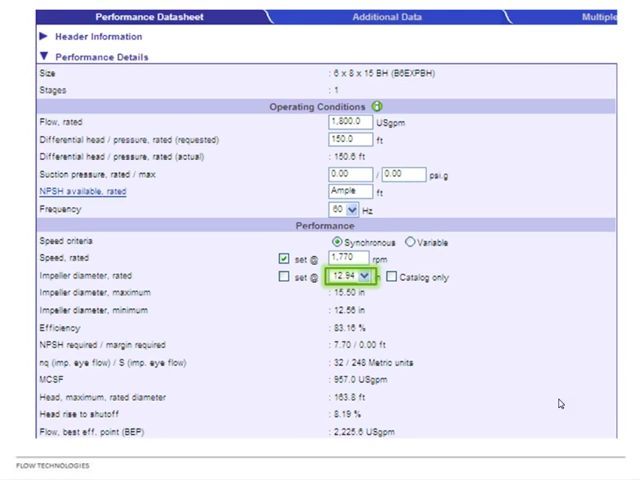 Performance Datasheet Additional Data Multiple
Header Information
Performance Details
Size : 6 x 8 x 15 BH (B6EXPBH)
Stages : 1
Operating Conditions
Flow, rated 1,800.0 USgpm
Differential head / pressure, rated (requested) 150.0 ft
Differential head / pressure, rated (actual) : 150.6 ft
Suction pressure, rated / max 0.00 / 0.00 psi.g
NPSH available, rated Ample ft
Frequency 60 Hz
Performance
Speed criteria Synchronous Variable
Speed, rated set @ 1,770 rpm
Impeller diameter, rated set @ 12.94 Catalog only
Impeller diameter, maximum : 15.50 in
Impeller diameter, minimum : 12.56 in
Efficiency : 83.16 %
NPSH required / margin required : 7.70 / 0.00 ft
nq (imp. eye flow) / S (imp. eye flow) : 32 / 248 Metric units
MCSF : 957.0 USgpm
Head, maximum, rated diameter : 163.8 ft
Head rise to shutoff : 8.19 %
Flow, best eff. point (BEP) : 2,225.6 USgpm
FLOW TECHNOLOGIES